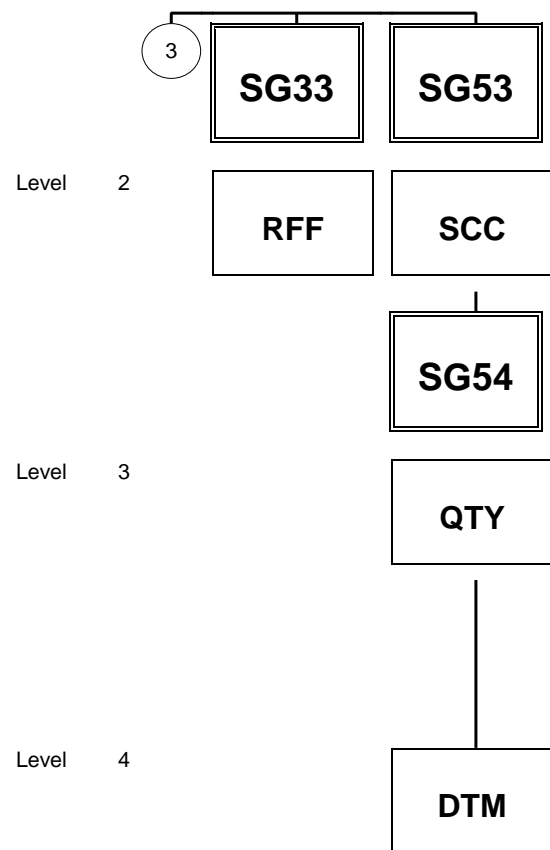 3
SG33 SG53
Level 2
RFF SCC
SG54
Level 3
QTY
Level 4
DTM